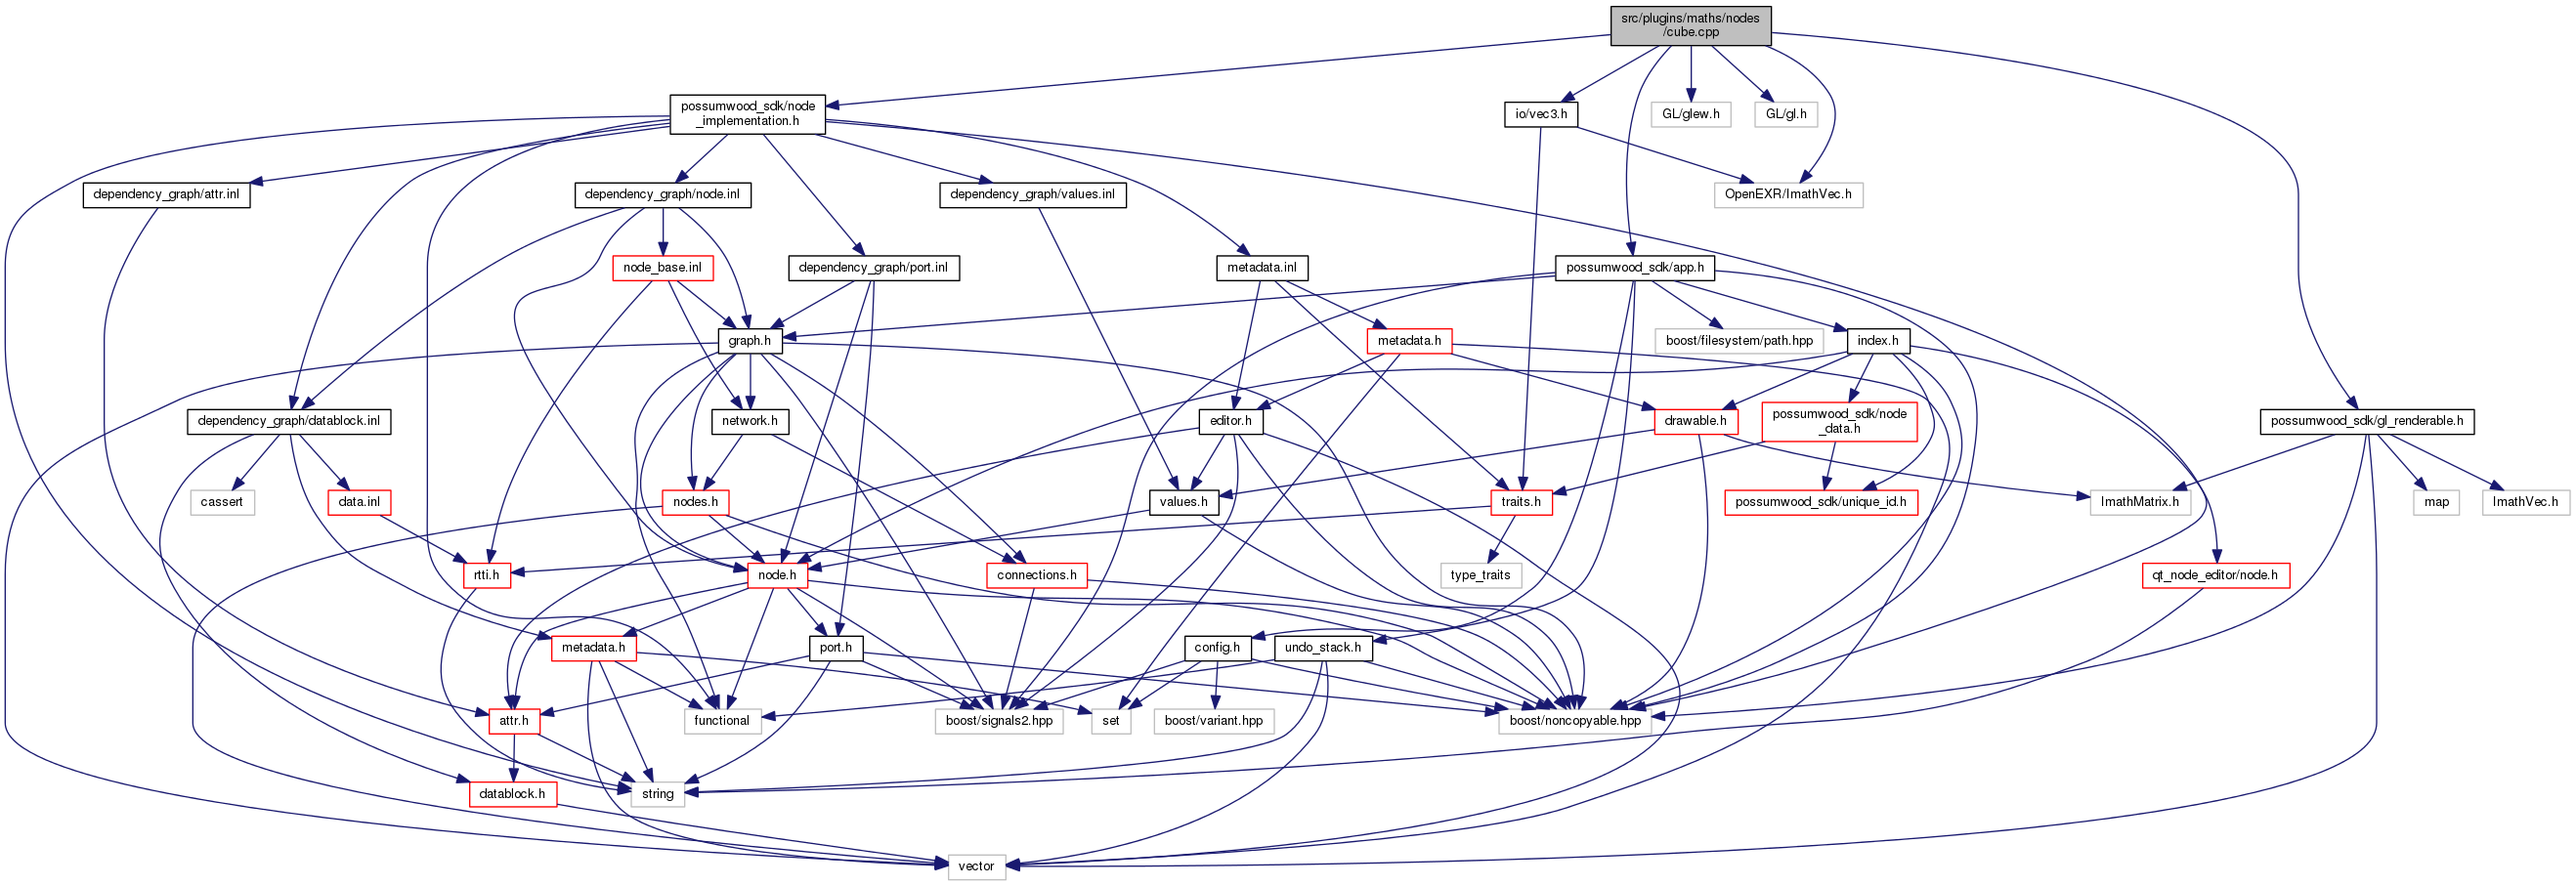 src/plugins/maths/nodes
/cube.cpp
possumwood_sdk/node
_implementation.h
io/vec3.h
GL/glew.h
GL/gl.h
dependency_graph/attr.inl
dependency_graph/node.inl
dependency_graph/values.inl
OpenEXR/ImathVec.h
node_base.inl
dependency_graph/port.inl
metadata.inl
possumwood_sdk/app.h
graph.h
metadata.h
boost/filesystem/path.hpp
index.h
dependency_graph/datablock.inl
network.h
editor.h
drawable.h
possumwood_sdk/node
_data.h
possumwood_sdk/gl_renderable.h
cassert
data.inl
nodes.h
values.h
traits.h
possumwood_sdk/unique_id.h
ImathMatrix.h
map
ImathVec.h
rtti.h
node.h
connections.h
type_traits
qt_node_editor/node.h
metadata.h
port.h
config.h
undo_stack.h
attr.h
functional
boost/signals2.hpp
set
boost/variant.hpp
boost/noncopyable.hpp
datablock.h
string
vector